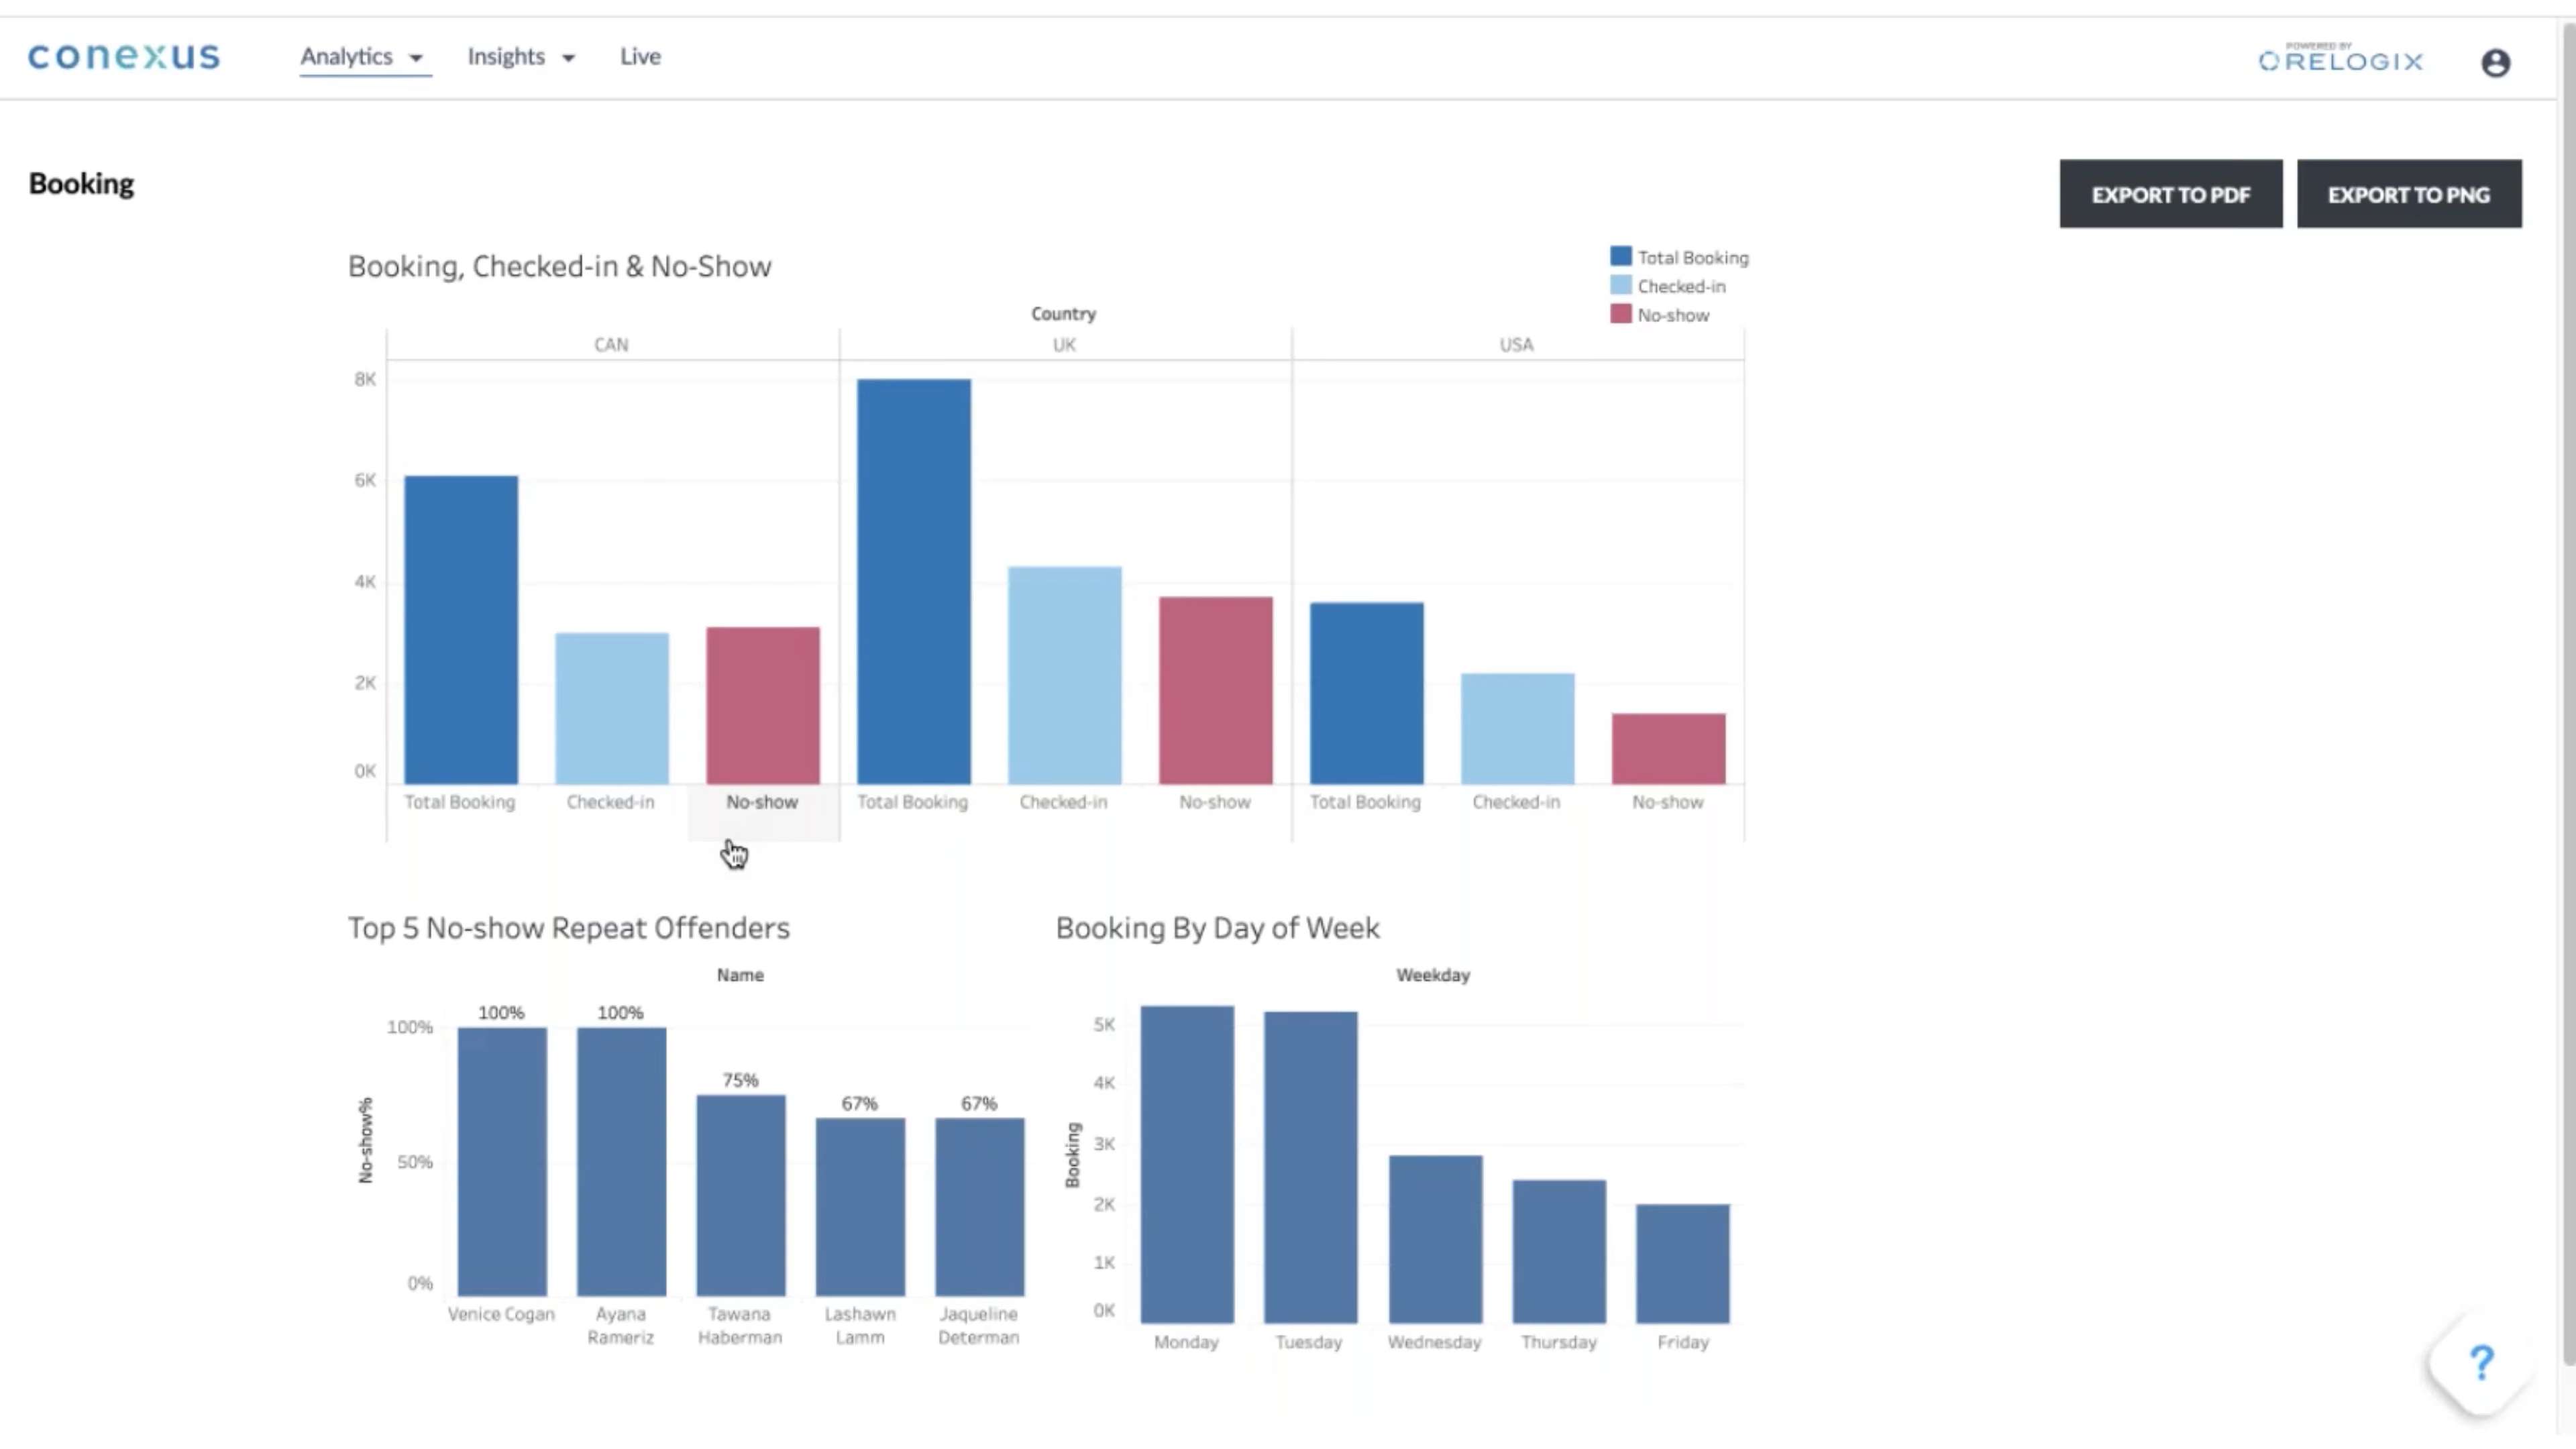 conexus
Analytics
Insights
Live
POWERED BY
RELOGIX
Booking
EXPORT TO PDF
EXPORT TO PNG
Booking, Checked-in & No-Show
Total Booking
Checked-in
No-show
Country
CAN
UK
USA
8K
6K
4K
2K
0K
Total Booking
Checked-in
No-show
Total Booking
Checked-in
No-show
Total Booking
Checked-in
No-show
Top 5 No-show Repeat Offenders
Name
No-show%
100%
50%
0%
100%
100%
75%
67%
67%
Venice Cogan
Ayana
Rameriz
Tawana
Haberman
Lashawn
Lamm
Jaqueline
Determan
Booking By Day of Week
Weekday
Booking
5K
4K
3K
2K
1K
0K
Monday
Tuesday
Wednesday
Thursday
Friday
?